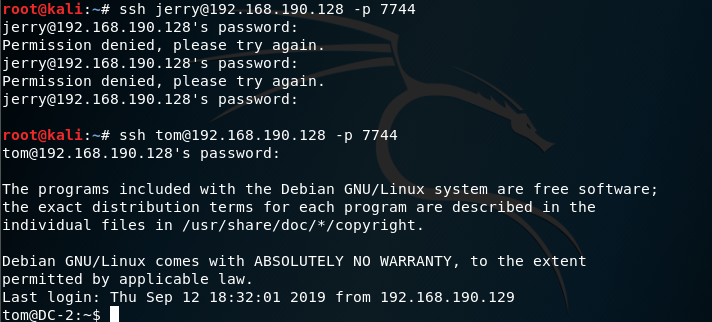 root@kali:~# ssh jerry@192.168.190.128 -p 7744
jerry@192.168.190.128's password:
Permission denied, please try again.
jerry@192.168.190.128's password:
Permission denied, please try again.
jerry@192.168.190.128's password:
root@kali:~# ssh tom@192.168.190.128 -p 7744
tom@192.168.190.128's password:
The programs included with the Debian GNU/Linux system are free software;
the exact distribution terms for each program are described in the
individual files in /usr/share/doc/*/copyright.
Debian GNU/Linux comes with ABSOLUTELY NO WARRANTY, to the extent
permitted by applicable law.
Last login: Thu Sep 12 18:32:01 2019 from 192.168.190.129
tom@DC-2:~$